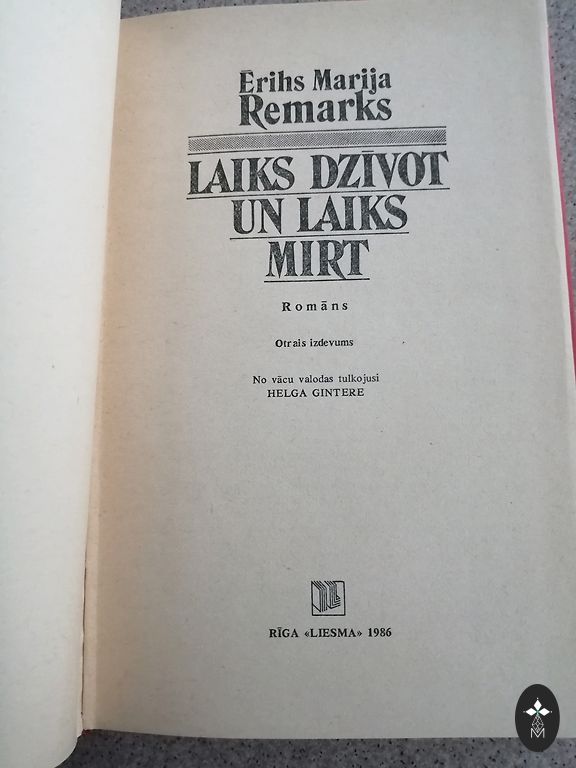 Ērihs Marija
Remarks
LAIKS DZĪVOT
UN LAIKS
MIRT
Romāns
Otrais izdevums
No vācu valodas tulkojusi
HELGA GINTERE
RĪGA «LIESMA» 1986
M